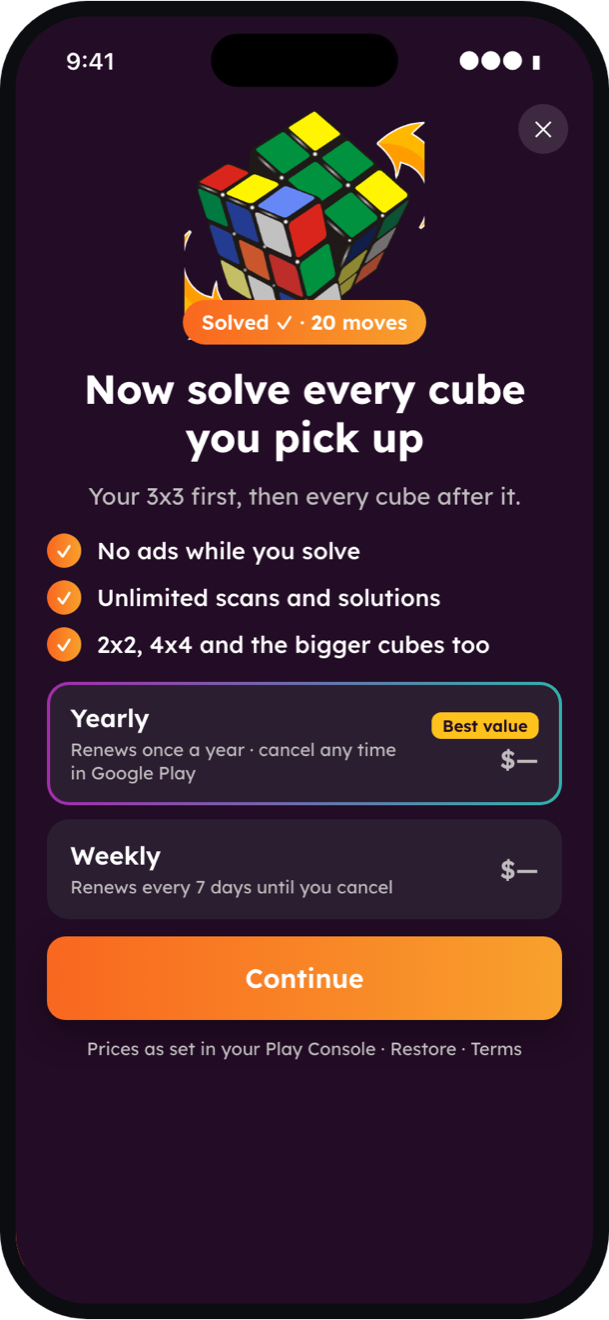 9:41
Solved ✓ · 20 moves
Now solve every cube
you pick up
Your 3x3 first, then every cube after it.
No ads while you solve
Unlimited scans and solutions
2x2, 4x4 and the bigger cubes too
Yearly
Best value
Renews once a year · cancel any time
in Google Play
$—
Weekly
Renews every 7 days until you cancel
$—
Continue
Prices as set in your Play Console · Restore · Terms